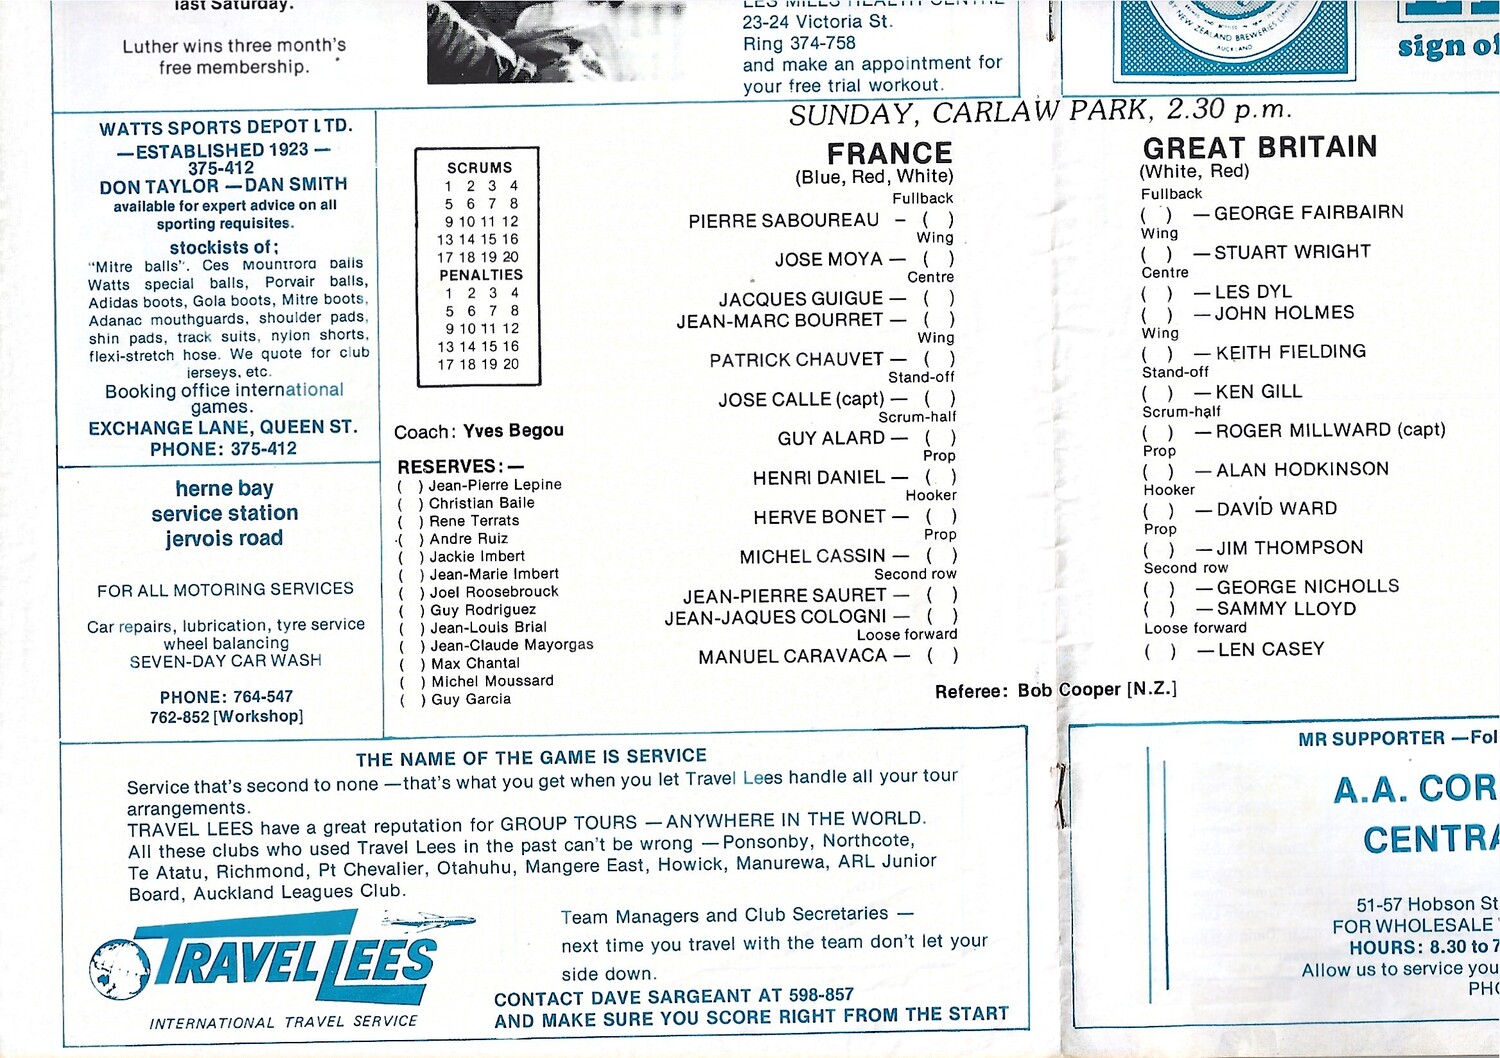 last Saturday.
Luther wins three month's
free membership.
LES MILLS HEALTH CENTRE
23-24 Victoria St.
Ring 374-758
and make an appointment for
your free trial workout.
BY NEW ZEALAND BREWERIES LIMITED
AUCKLAND
sign of
WATTS SPORTS DEPOT LTD.
—ESTABLISHED 1923 —
375-412
DON TAYLOR — DAN SMITH
available for expert advice on all
sporting requisites.
stockists of;
"Mitre balls". Ces Mountford balls
Watts special balls, Porvair balls,
Adidas boots, Gola boots, Mitre boots,
Adanac mouthguards, shoulder pads,
shin pads, track suits, nylon shorts,
flexi-stretch hose. We quote for club
jerseys, etc.
Booking office international
games.
EXCHANGE LANE, QUEEN ST.
PHONE: 375-412
herne bay
service station
jervois road
FOR ALL MOTORING SERVICES
Car repairs, lubrication, tyre service
wheel balancing
SEVEN-DAY CAR WASH
PHONE: 764-547
762-852 [Workshop]
SUNDAY, CARLAW PARK, 2.30 p.m.
SCRUMS
1 2 3 4
5 6 7 8
9 10 11 12
13 14 15 16
17 18 19 20
PENALTIES
1 2 3 4
5 6 7 8
9 10 11 12
13 14 15 16
17 18 19 20
Coach: Yves Begou
RESERVES: —
( ) Jean-Pierre Lepine
( ) Christian Baile
( ) Rene Terrats
( ) Andre Ruiz
( ) Jackie Imbert
( ) Jean-Marie Imbert
( ) Joel Roosebrouck
( ) Guy Rodriguez
( ) Jean-Louis Brial
( ) Jean-Claude Mayorgas
( ) Max Chantal
( ) Michel Moussard
( ) Guy Garcia
FRANCE
(Blue, Red, White)
Fullback
PIERRE SABOUREAU – ( )
Wing
JOSE MOYA — ( )
Centre
JACQUES GUIGUE — ( )
JEAN-MARC BOURRET — ( )
Wing
PATRICK CHAUVET — ( )
Stand-off
JOSE CALLE (capt) — ( )
Scrum-half
GUY ALARD — ( )
Prop
HENRI DANIEL — ( )
Hooker
HERVE BONET — ( )
Prop
MICHEL CASSIN — ( )
Second row
JEAN-PIERRE SAURET — ( )
JEAN-JAQUES COLOGNI — ( )
Loose forward
MANUEL CARAVACA — ( )
GREAT BRITAIN
(White, Red)
Fullback
( ) — GEORGE FAIRBAIRN
Wing
( ) — STUART WRIGHT
Centre
( ) — LES DYL
( ) — JOHN HOLMES
Wing
( ) — KEITH FIELDING
Stand-off
( ) — KEN GILL
Scrum-half
( ) — ROGER MILLWARD (capt)
Prop
( ) — ALAN HODKINSON
Hooker
( ) — DAVID WARD
Prop
( ) — JIM THOMPSON
Second row
( ) — GEORGE NICHOLLS
( ) — SAMMY LLOYD
Loose forward
( ) — LEN CASEY
Referee: Bob Cooper [N.Z.]
THE NAME OF THE GAME IS SERVICE
Service that's second to none —that's what you get when you let Travel Lees handle all your tour
arrangements.
TRAVEL LEES have a great reputation for GROUP TOURS — ANYWHERE IN THE WORLD.
All these clubs who used Travel Lees in the past can't be wrong — Ponsonby, Northcote,
Te Atatu, Richmond, Pt Chevalier, Otahuhu, Mangere East, Howick, Manurewa, ARL Junior
Board, Auckland Leagues Club.
TRAVEL LEES
INTERNATIONAL TRAVEL SERVICE
Team Managers and Club Secretaries —
next time you travel with the team don't let your
side down.
CONTACT DAVE SARGEANT AT 598-857
AND MAKE SURE YOU SCORE RIGHT FROM THE START
MR SUPPORTER —Fol
A.A. COR
CENTRA
51-57 Hobson St
FOR WHOLESALE
HOURS: 8.30 to 7
Allow us to service you
PHO